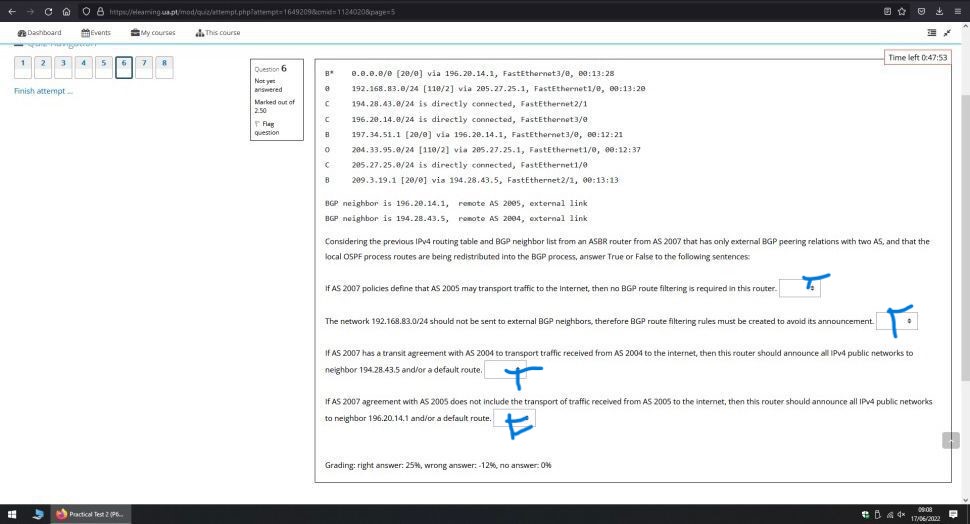 https://elearning.ua.pt/mod/quiz/attempt.php?attempt=1649209&cmid=1124020&page=5
Dashboard Events My courses This course
Quiz navigation
1 2 3 4 5 6 7 8
Finish attempt ...
Time left 0:47:53
Question 6
Not yet
answered
Marked out of
2.50
Flag
question
B* 0.0.0.0/0 [20/0] via 196.20.14.1, FastEthernet3/0, 00:13:28
O 192.168.83.0/24 [110/2] via 205.27.25.1, FastEthernet1/0, 00:13:20
C 194.28.43.0/24 is directly connected, FastEthernet2/1
C 196.20.14.0/24 is directly connected, FastEthernet3/0
B 197.34.51.1 [20/0] via 196.20.14.1, FastEthernet3/0, 00:12:21
O 204.33.95.0/24 [110/2] via 205.27.25.1, FastEthernet1/0, 00:12:37
C 205.27.25.0/24 is directly connected, FastEthernet1/0
B 209.3.19.1 [20/0] via 194.28.43.5, FastEthernet2/1, 00:13:13
BGP neighbor is 196.20.14.1, remote AS 2005, external link
BGP neighbor is 194.28.43.5, remote AS 2004, external link
Considering the previous IPv4 routing table and BGP neighbor list from an ASBR router from AS 2007 that has only external BGP peering relations with two AS, and that the
local OSPF process routes are being redistributed into the BGP process, answer True or False to the following sentences:
If AS 2007 policies define that AS 2005 may transport traffic to the Internet, then no BGP route filtering is required in this router. T
The network 192.168.83.0/24 should not be sent to external BGP neighbors, therefore BGP route filtering rules must be created to avoid its announcement. T
If AS 2007 has a transit agreement with AS 2004 to transport traffic received from AS 2004 to the internet, then this router should announce all IPv4 public networks to
neighbor 194.28.43.5 and/or a default route. T
If AS 2007 agreement with AS 2005 does not include the transport of traffic received from AS 2005 to the internet, then this router should announce all IPv4 public networks
to neighbor 196.20.14.1 and/or a default route. F
Grading: right answer: 25%, wrong answer: -12%, no answer: 0%
Practical Test 2 (P6...
09:08
17/06/2022